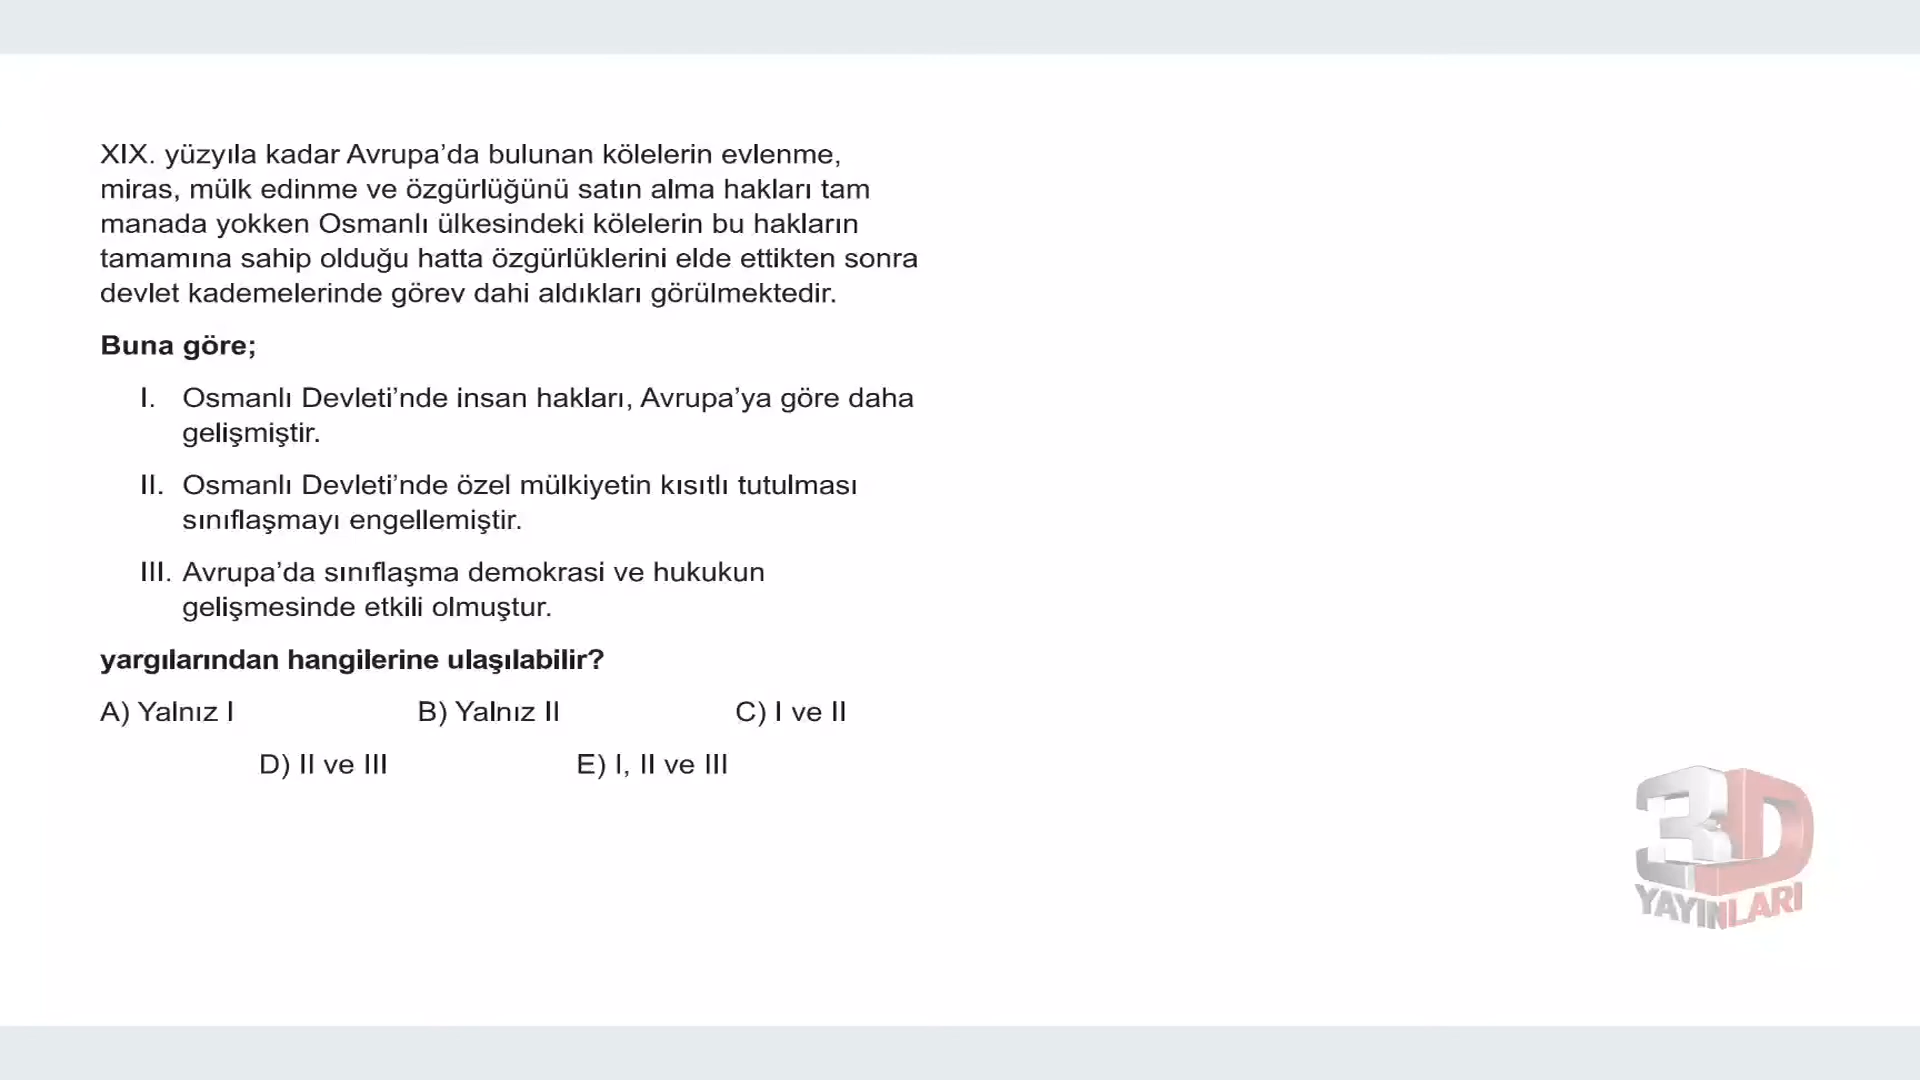 XIX. yüzyıla kadar Avrupa’da bulunan kölelerin evlenme,
miras, mülk edinme ve özgürlüğünü satın alma hakları tam
manada yokken Osmanlı ülkesindeki kölelerin bu hakların
tamamına sahip olduğu hatta özgürlüklerini elde ettikten sonra
devlet kademelerinde görev dahi aldıkları görülmektedir.
Buna göre;
I. Osmanlı Devleti’nde insan hakları, Avrupa’ya göre daha
gelişmiştir.
II. Osmanlı Devleti’nde özel mülkiyetin kısıtlı tutulması
sınıflaşmayı engellemiştir.
III. Avrupa’da sınıflaşma demokrasi ve hukukun
gelişmesinde etkili olmuştur.
yargılarından hangilerine ulaşılabilir?
A) Yalnız I B) Yalnız II C) I ve II
D) II ve III E) I, II ve III
3D
YAYINLARI